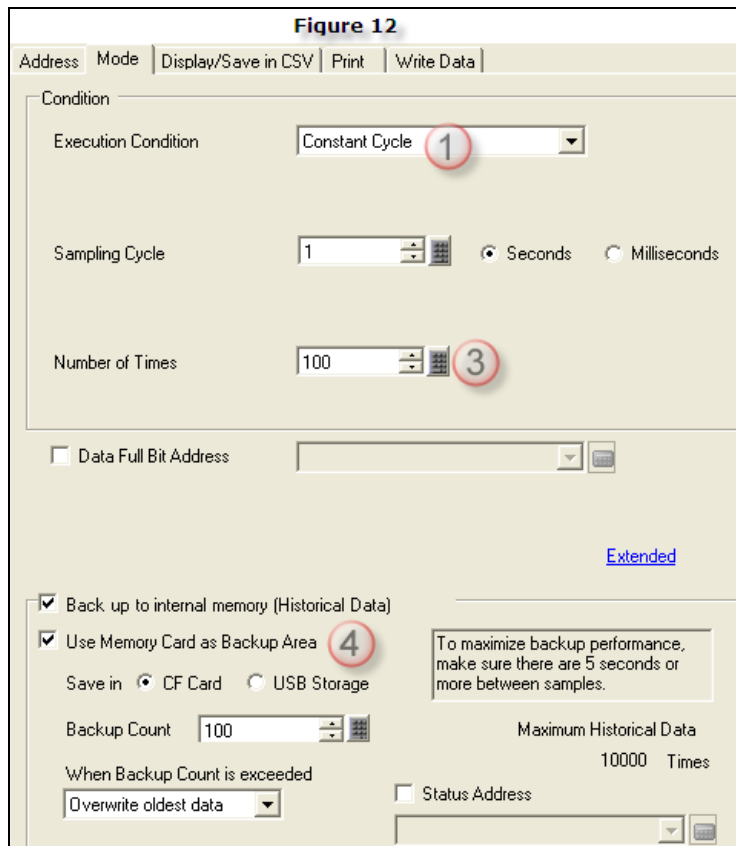 Figure 12
Address Mode Display/Save in CSV Print Write Data
Condition
Execution Condition Constant Cycle 1
Sampling Cycle 1 Seconds Milliseconds
Number of Times 100 3
Data Full Bit Address
Extended
Back up to internal memory (Historical Data)
Use Memory Card as Backup Area 4
To maximize backup performance,
make sure there are 5 seconds or
more between samples.
Save in CF Card USB Storage
Backup Count 100
Maximum Historical Data
10000 Times
When Backup Count is exceeded
Overwrite oldest data
Status Address